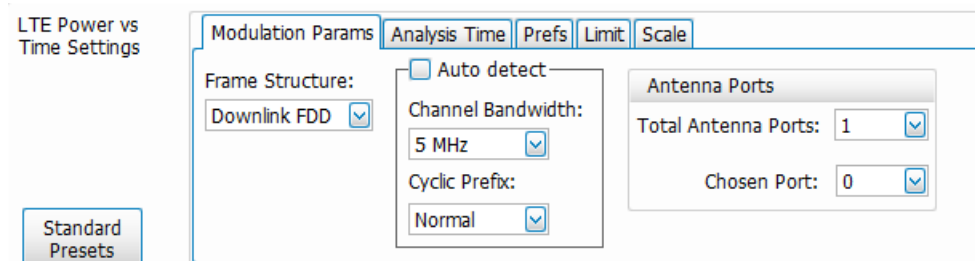 LTE Power vs
Time Settings
Modulation Params Analysis Time Prefs Limit Scale
Frame Structure:
Downlink FDD
Auto detect
Channel Bandwidth:
5 MHz
Cyclic Prefix:
Normal
Antenna Ports
Total Antenna Ports: 1
Chosen Port: 0
Standard
Presets